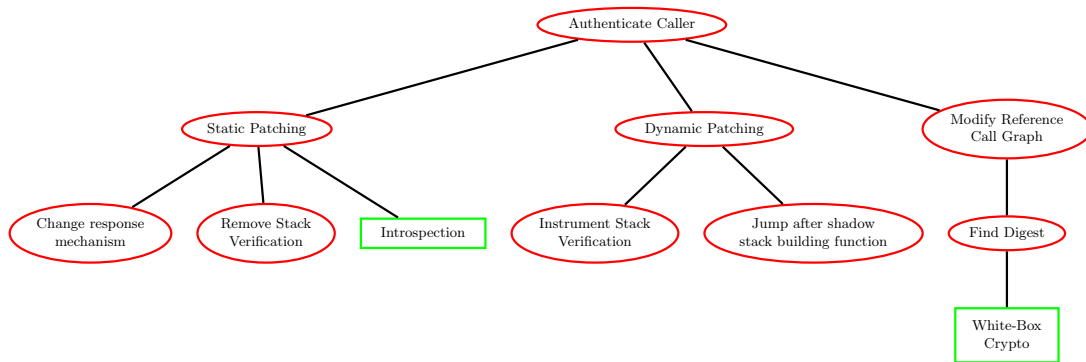 Authenticate Caller
Static Patching
Dynamic Patching
Modify Reference
Call Graph
Change response
mechanism
Remove Stack
Verification
Introspection
Instrument Stack
Verification
Jump after shadow
stack building function
Find Digest
White-Box
Crypto